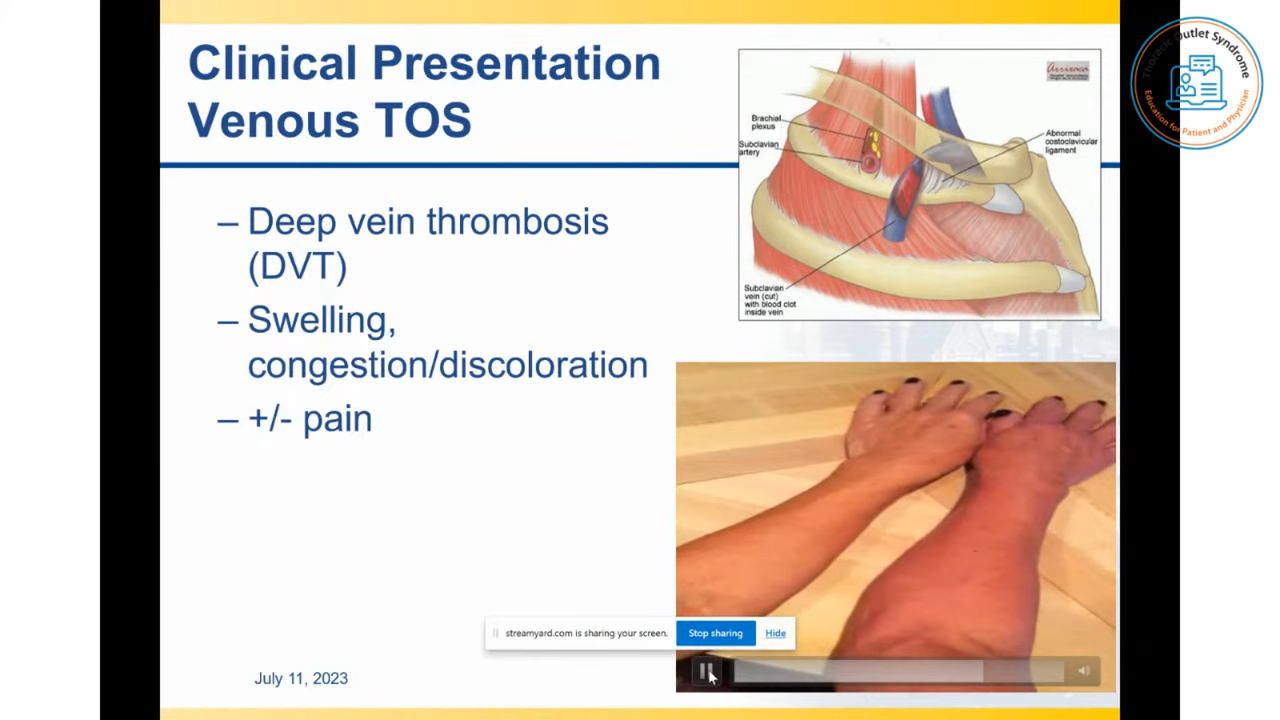 Clinical Presentation
Venous TOS
– Deep vein thrombosis
(DVT)
– Swelling,
congestion/discoloration
– +/- pain
July 11, 2023
Brachial
plexus
Subclavian
artery
Abnormal
costoclavicular
ligament
Subclavian
vein (cut)
with blood clot
inside vein
streamyard.com is sharing your screen.
Stop sharing
Hide
Thoracic Outlet Syndrome
Education for Patient and Physician